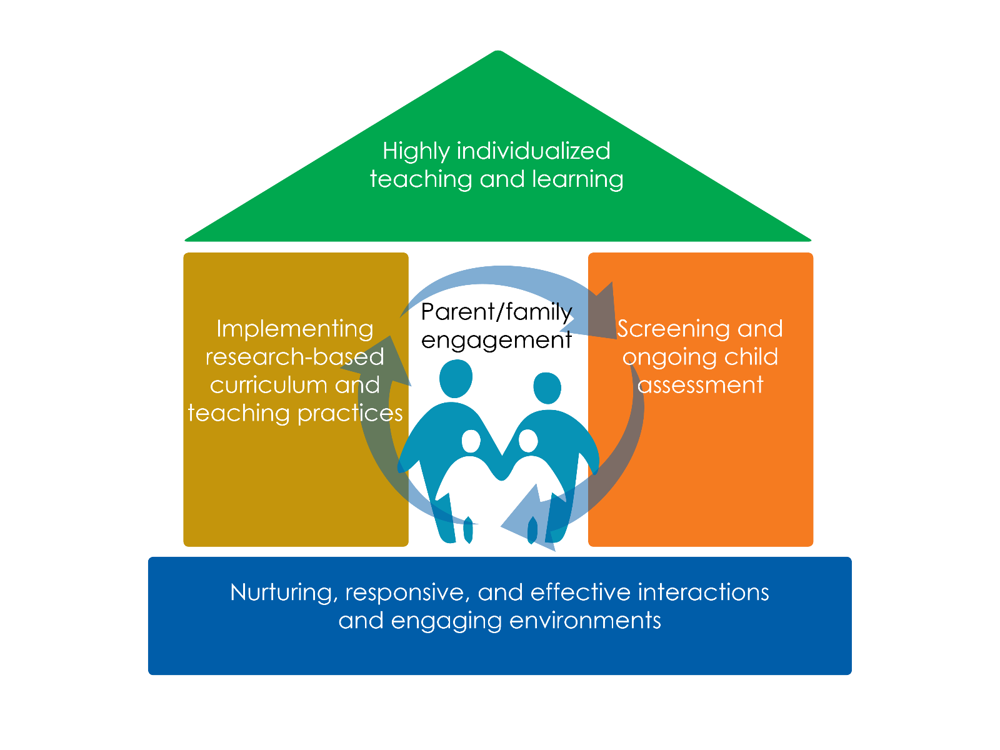 Highly individualized
teaching and learning
Implementing
research-based
curriculum and
teaching practices
Parent/family
engagement
Screening and
ongoing child
assessment
Nurturing, responsive, and effective interactions
and engaging environments